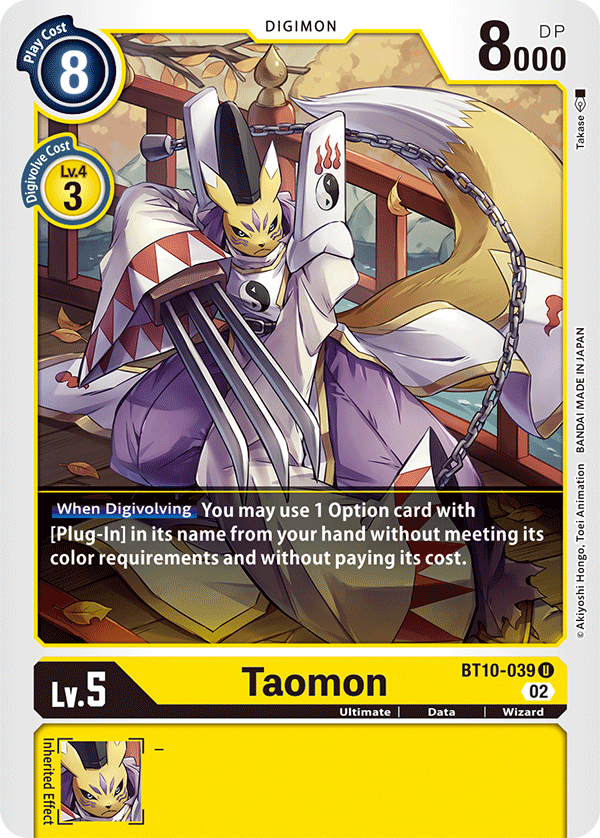 DIGIMON
Play Cost
8
DP
8000
Digivolve Cost
Lv.4
3
Takase
When Digivolving You may use 1 Option card with
[Plug-In] in its name from your hand without meeting its
color requirements and without paying its cost.
© Akiyoshi Hongo, Toei Animation BANDAI MADE IN JAPAN
Lv.5
Taomon
BT10-039 U
02
Ultimate | Data | Wizard
Inherited Effect
–